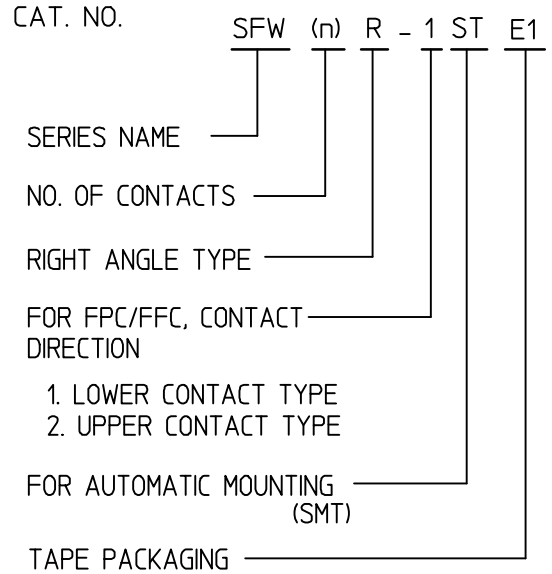 CAT. NO. SFW (n) R - 1 ST E1
SERIES NAME
NO. OF CONTACTS
RIGHT ANGLE TYPE
FOR FPC/FFC, CONTACT
DIRECTION
1. LOWER CONTACT TYPE
2. UPPER CONTACT TYPE
FOR AUTOMATIC MOUNTING
(SMT)
TAPE PACKAGING